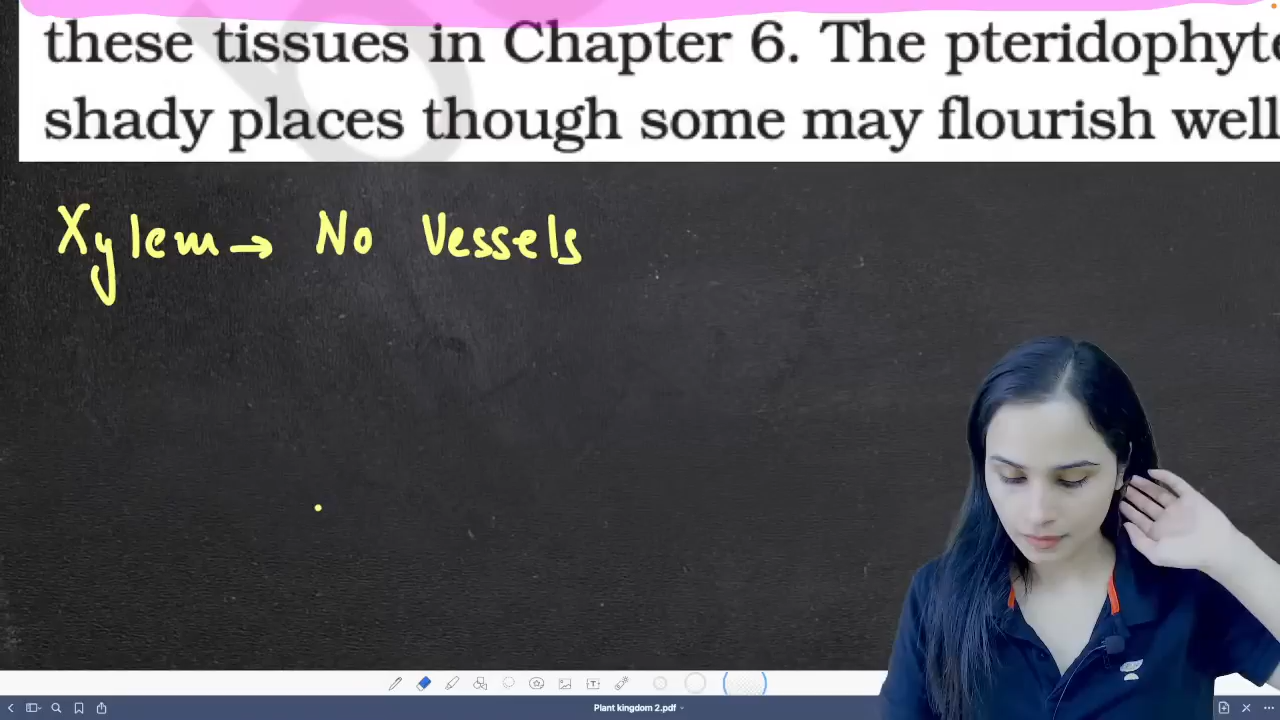 these tissues in Chapter 6. The pteridophyte
shady places though some may flourish well
Xylem → No Vessels
Plant kingdom 2.pdf